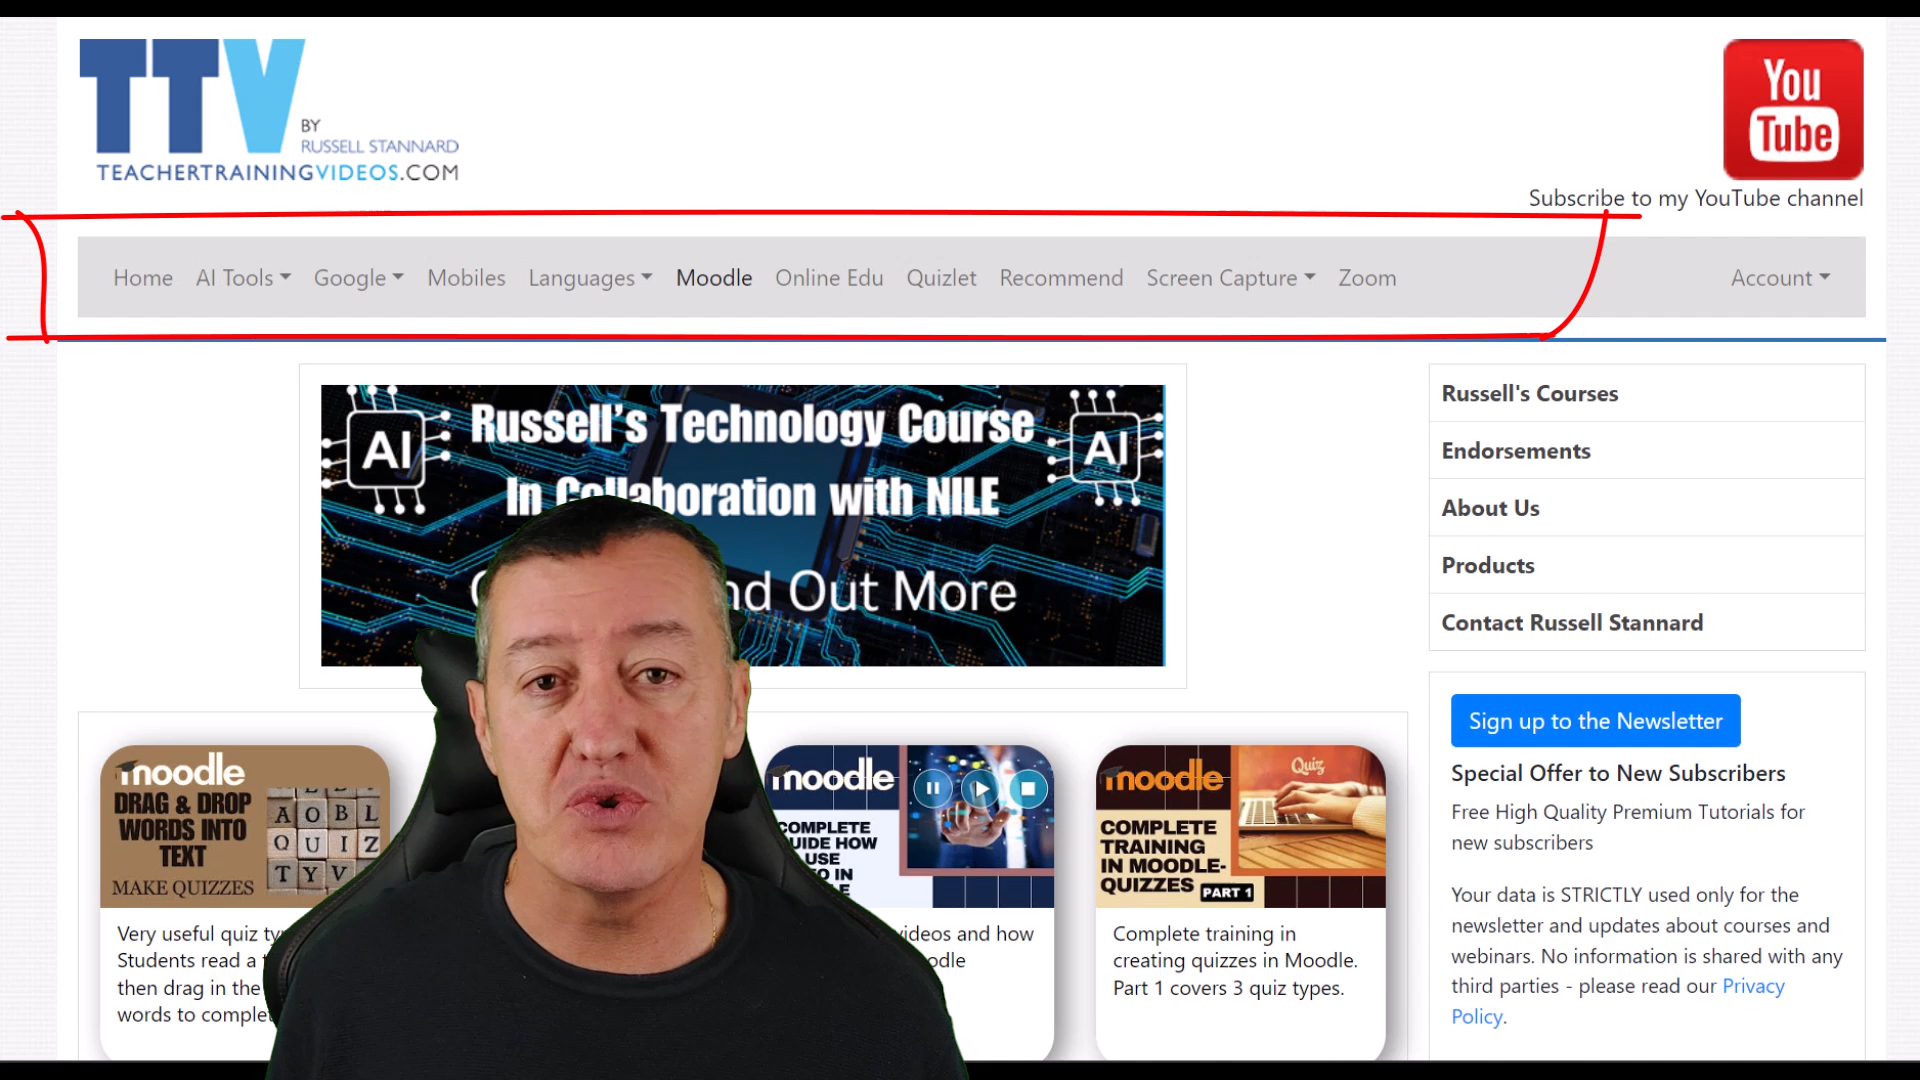 TTV
BY
RUSSELL STANNARD
TEACHERTRAININGVIDEOS.COM
You
Tube
Subscribe to my YouTube channel
Home AI Tools Google Mobiles Languages Moodle Online Edu Quizlet Recommend Screen Capture Zoom Account
AI
Russell's Technology Course
In Collaboration with NILE
Out More
AI
Russell's Courses
Endorsements
About Us
Products
Contact Russell Stannard
Sign up to the Newsletter
Special Offer to New Subscribers
Free High Quality Premium Tutorials for
new subscribers
Your data is STRICTLY used only for the
newsletter and updates about courses and
webinars. No information is shared with any
third parties - please read our Privacy
Policy.
moodle
DRAG & DROP
WORDS INTO
TEXT
MAKE QUIZZES
A O B L
Q U I Z
T Y V
Very useful quiz
Students read a
then drag in the
words to
moodle
COMPLETE
HOW
USE
IN
videos and how
moodle
COMPLETE
TRAINING
IN MOODLE-
QUIZZES PART 1
Quiz
Complete training in
creating quizzes in Moodle.
Part 1 covers 3 quiz types.